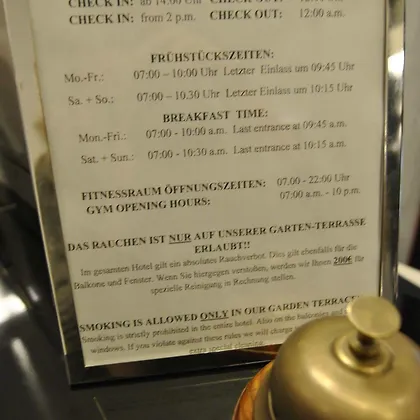 CHECK IN: ab 14:00 Uhr CHECK OUT:
CHECK IN: from 2 p.m. CHECK OUT: 12:00 a.m.
FRÜHSTÜCKSZEITEN:
Mo.-Fr.: 07:00 – 10:00 Uhr Letzter Einlass um 09:45 Uhr
Sa. + So.: 07:00 – 10.30 Uhr Letzter Einlass um 10:15 Uhr
BREAKFAST TIME:
Mon.-Fri.: 07:00 - 10:00 a.m. Last entrance at 09:45 a.m.
Sat. + Sun.: 07:00 - 10:30 a.m. Last entrance at 10:15 a.m.
FITNESSRAUM ÖFFNUNGSZEITEN: 07.00 - 22:00 Uhr
GYM OPENING HOURS: 07:00 a.m. - 10 p.m.
DAS RAUCHEN IST NUR AUF UNSERER GARTEN-TERRASSE
ERLAUBT!!
Im gesamten Hotel gilt ein absolutes Rauchverbot. Dies gilt ebenfalls für die
Balkone und Fenster. Wenn Sie hiergegen verstoßen, werden wir Ihnen 200€ für
spezielle Reinigung in Rechnung stellen.
SMOKING IS ALLOWED ONLY IN OUR GARDEN TERRACE
Smoking is strictly prohibited in the entire hotel. Also on the balconies and
windows. If you violate against these rules we will charge
extra special cleaning.